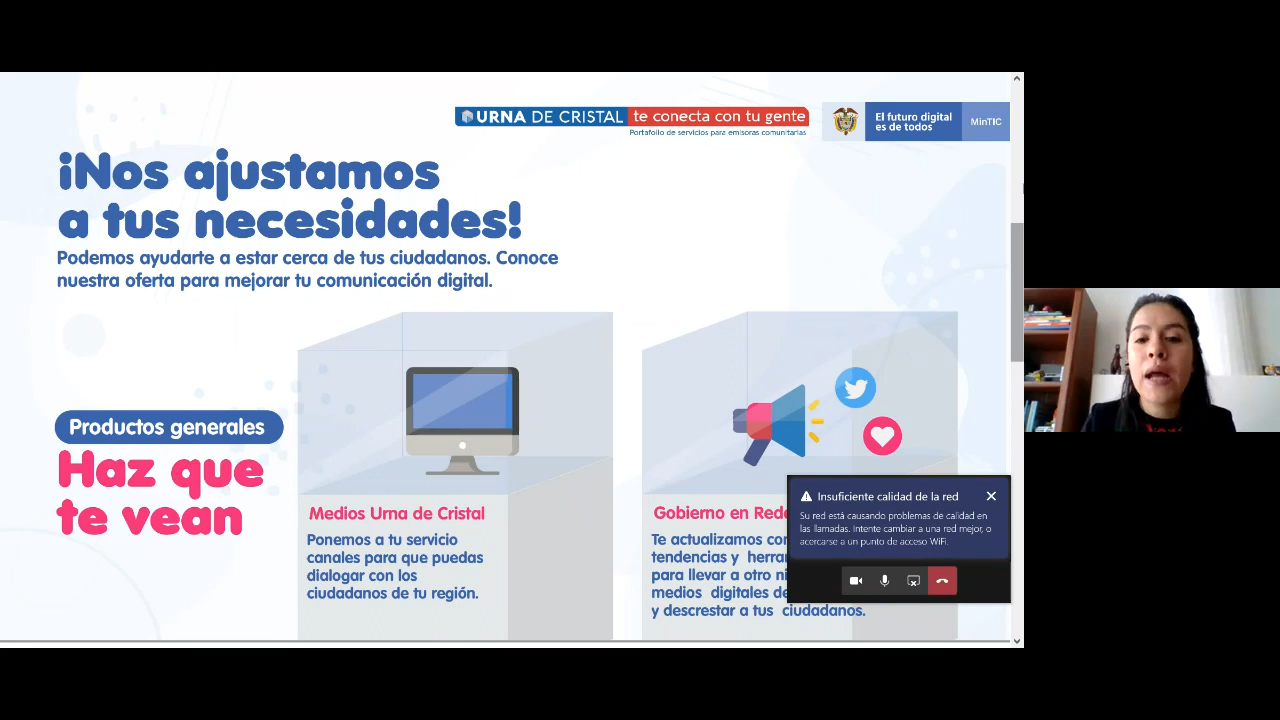 URNA DE CRISTAL te conecta con tu gente
Portafolio de servicios para emisoras comunitarias
El futuro digital
es de todos
MinTIC
¡Nos ajustamos
a tus necesidades!
Podemos ayudarte a estar cerca de tus ciudadanos. Conoce
nuestra oferta para mejorar tu comunicación digital.
Productos generales
Haz que
te vean
Medios Urna de Cristal
Ponemos a tu servicio
canales para que puedas
dialogar con los
ciudadanos de tu región.
Gobierno en Rede
Te actualizamos con
tendencias y herra
para llevar a otro ni
medios digitales de
y descrestar a tus ciudadanos.
Insuficiente calidad de la red
Su red está causando problemas de calidad en
las llamadas. Intente cambiar a una red mejor, o
acercarse a un punto de acceso WiFi.